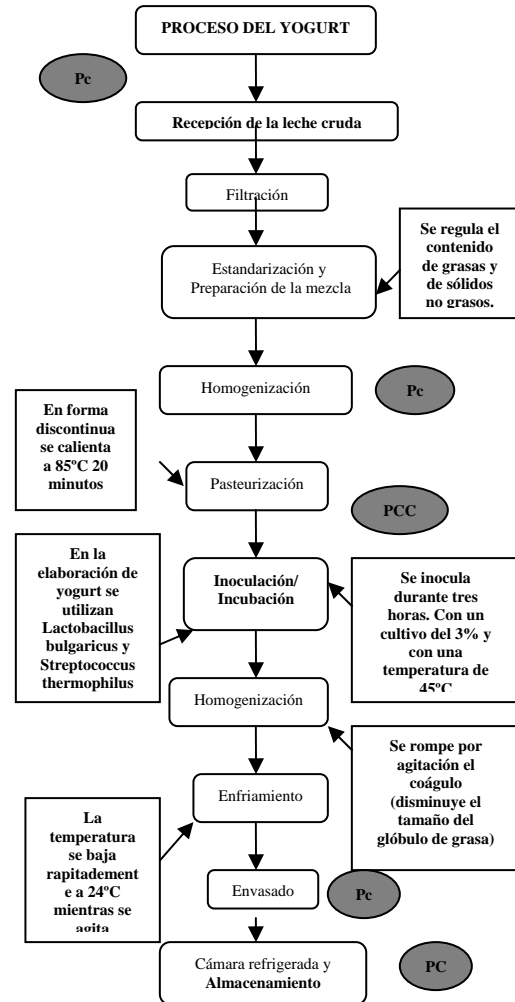 PROCESO DEL YOGURT
Pc
Recepción de la leche cruda
Filtración
Se regula el
contenido
de grasas y
de sólidos
no grasos.
Estandarización y
Preparación de la mezcla
Homogenización
Pc
En forma
discontinua
se calienta
a 85ºC 20
minutos
Pasteurización
PCC
En la
elaboración de
yogurt se
utilizan
Lactobacillus
bulgaricus y
Streptococcus
thermophilus
Inoculación/
Incubación
Se inocula
durante tres
horas. Con un
cultivo del 3% y
con una
temperatura de
45ºC
Homogenización
Se rompe por
agitación el
coágulo
(disminuye el
tamaño del
glóbulo de grasa)
Enfriamiento
La
temperatura
se baja
rapitadement
e a 24ºC
mientras se
agita
Envasado
Pc
Cámara refrigerada y
Almacenamiento
PC